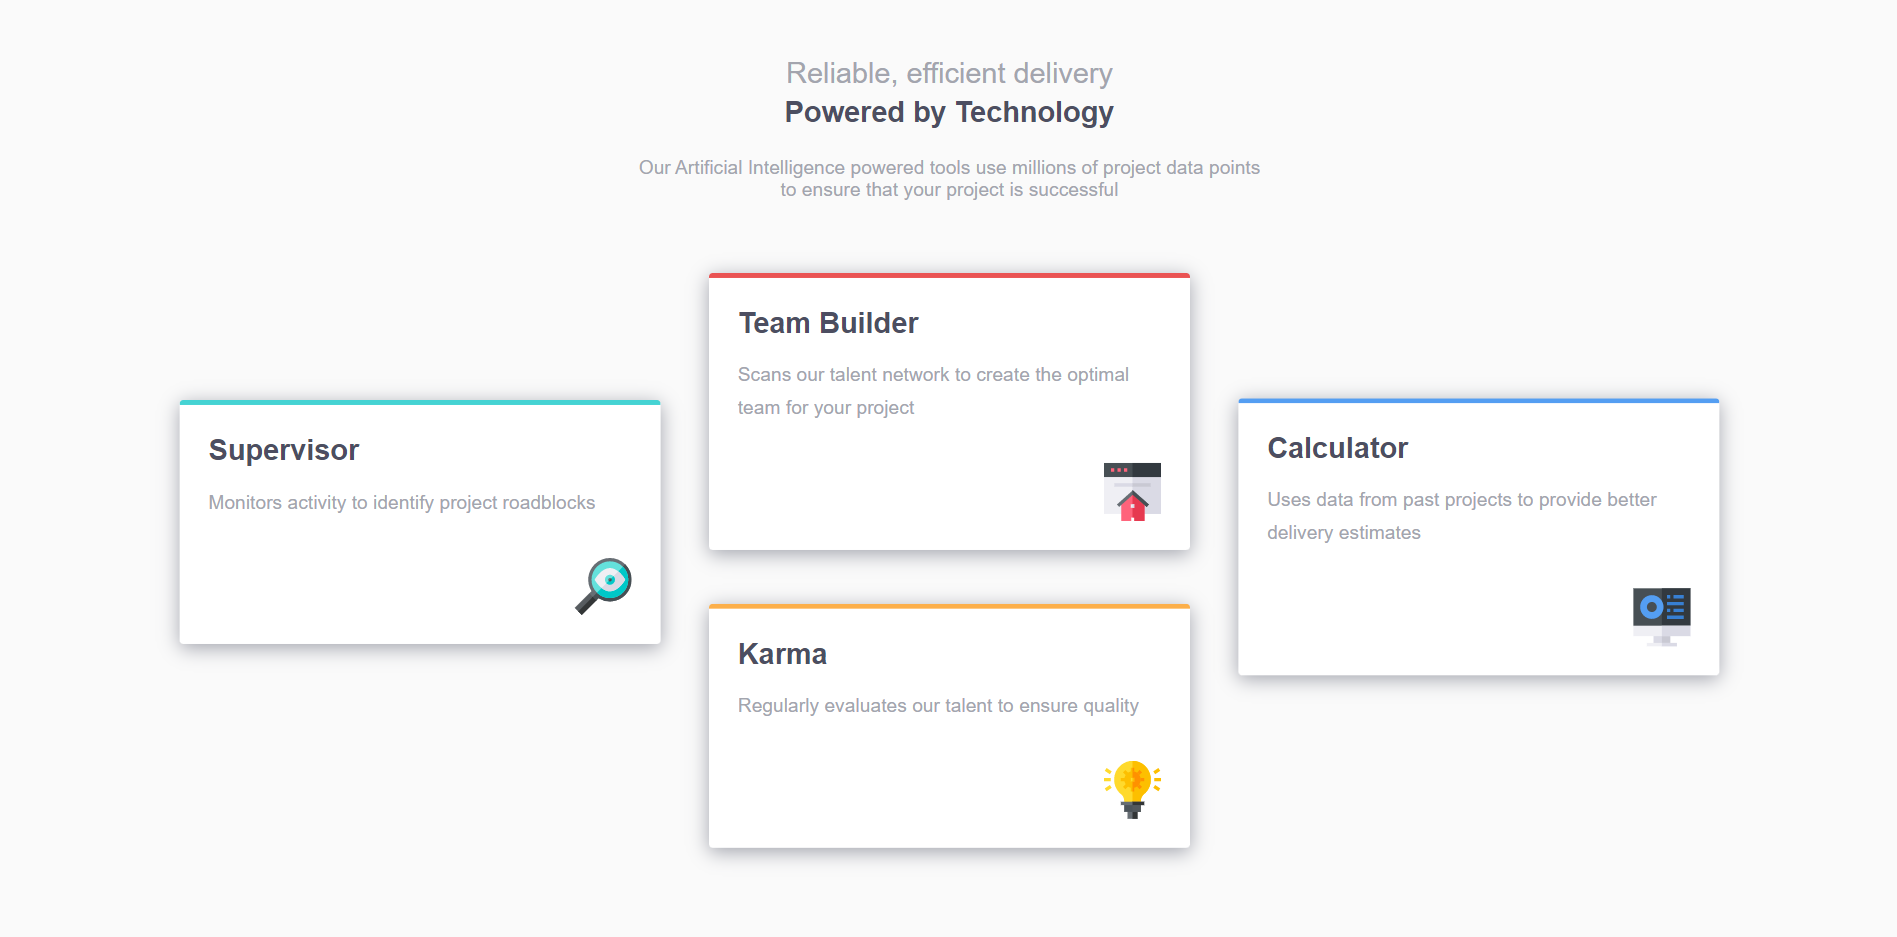 Reliable, efficient delivery
Powered by Technology
Our Artificial Intelligence powered tools use millions of project data points
to ensure that your project is successful
Supervisor
Monitors activity to identify project roadblocks
Team Builder
Scans our talent network to create the optimal
team for your project
Karma
Regularly evaluates our talent to ensure quality
Calculator
Uses data from past projects to provide better
delivery estimates